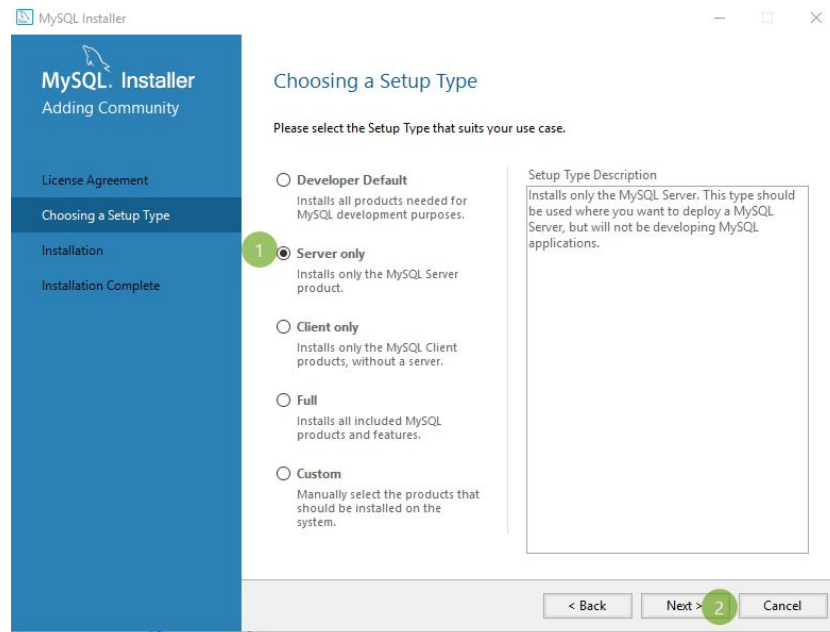 MySQL Installer
MySQL. Installer
Adding Community
License Agreement
Choosing a Setup Type
Installation
Installation Complete
Choosing a Setup Type
Please select the Setup Type that suits your use case.
Developer Default
Installs all products needed for
MySQL development purposes.
1
Server only
Installs only the MySQL Server
product.
Client only
Installs only the MySQL Client
products, without a server.
Full
Installs all included MySQL
products and features.
Custom
Manually select the products that
should be installed on the
system.
Setup Type Description
Installs only the MySQL Server. This type should
be used where you want to deploy a MySQL
Server, but will not be developing MySQL
applications.
< Back
Next >
2
Cancel